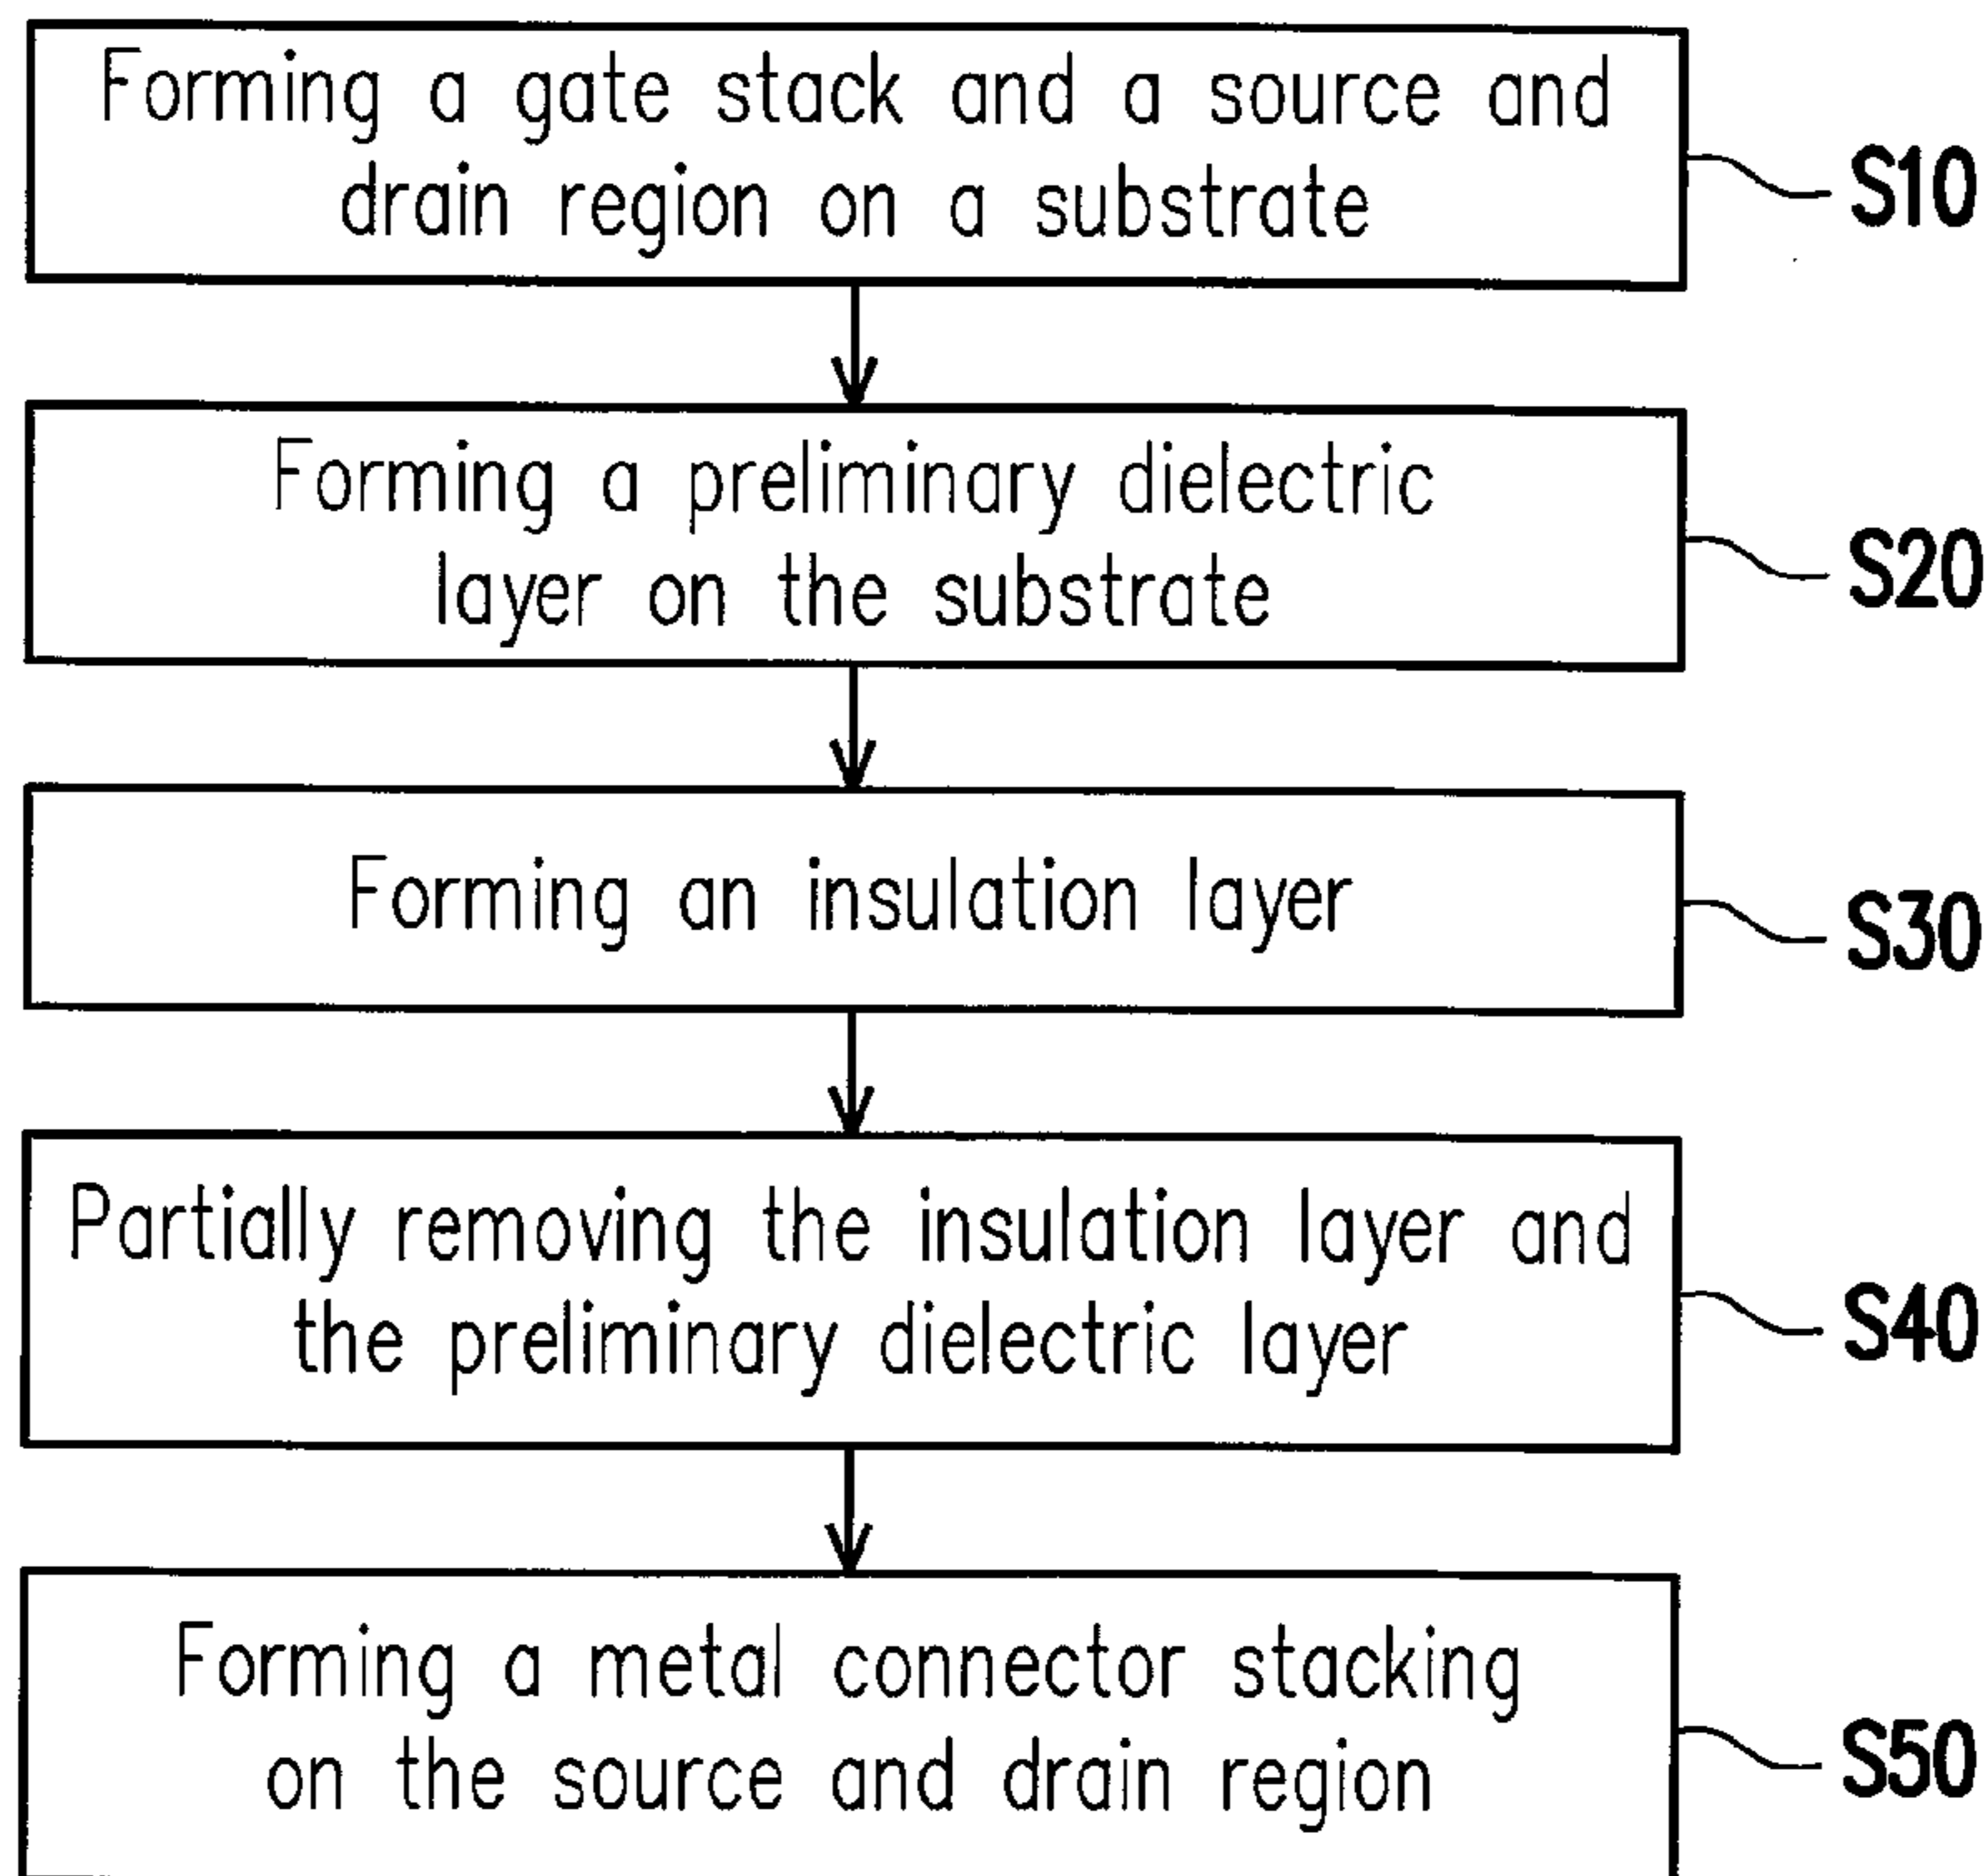 Forming a gate stack and a source and
drain region on a substrate
S10
Forming a preliminary dielectric
layer on the substrate
S20
Forming an insulation layer
S30
Partially removing the insulation layer and
the preliminary dielectric layer
S40
Forming a metal connector stacking
on the source and drain region
S50